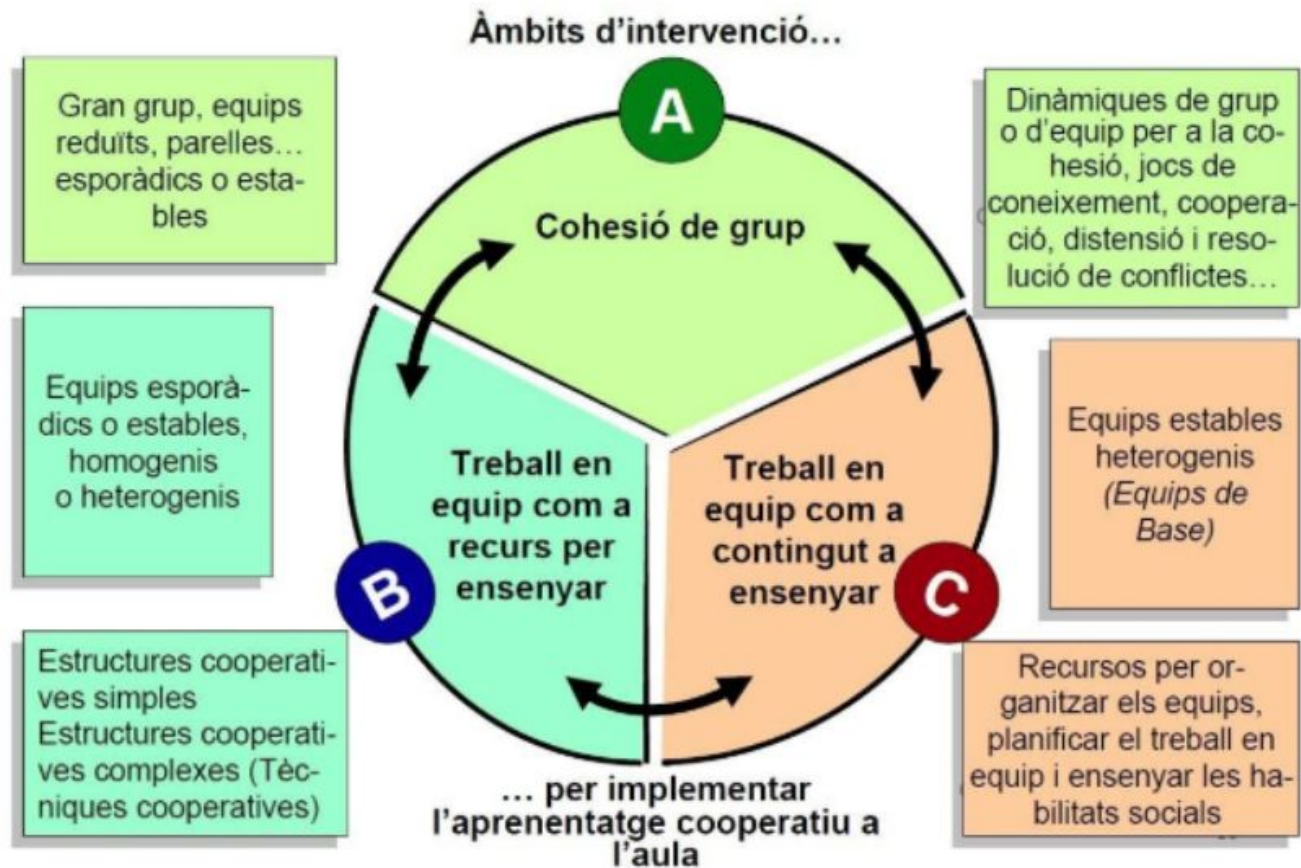 Àmbits d'intervenció...
A
Gran grup, equips
reduïts, parelles...
esporàdics o esta-
bles
Dinàmiques de grup
o d'equip per a la co-
hesió, jocs de
coneixement, coopera-
ció, distensió i reso-
lució de conflictes...
Cohesió de grup
Equips esporà-
dics o estables,
homogenis
o heterogenis
Treball en
equip com a
recurs per
ensenyar
B
Treball en
equip com a
contingut a
ensenyar
C
Equips estables
heterogenis
(Equips de
Base)
Estructures cooperati-
ves simples
Estructures cooperati-
ves complexes (Tèc-
niques cooperatives)
Recursos per or-
ganitzar els equips,
planificar el treball en
equip i ensenyar les ha-
bilitats socials
... per implementar
l'aprenentatge cooperatiu a
l'aula